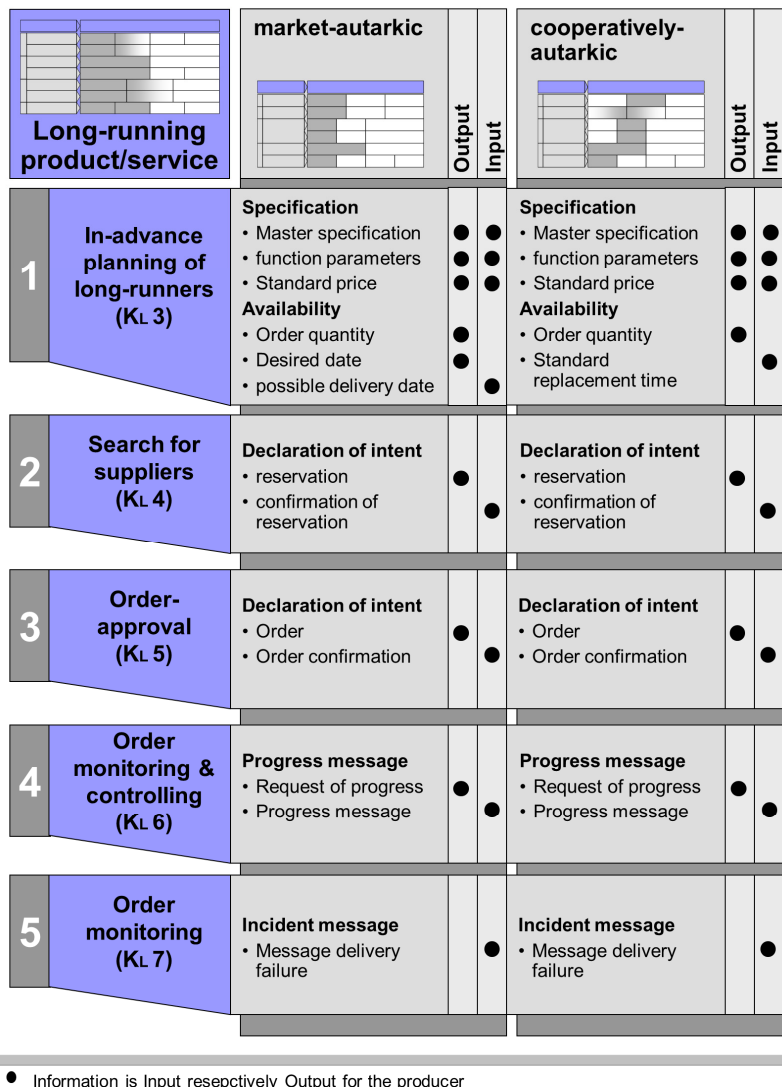 Long-running
product/service
market-autarkic
Output
Input
cooperatively-
autarkic
Output
Input
1
In-advance
planning of
long-runners
(KL 3)
Specification
• Master specification
• function parameters
• Standard price
Availability
• Order quantity
• Desired date
• possible delivery date
Specification
• Master specification
• function parameters
• Standard price
Availability
• Order quantity
• Standard
replacement time
2
Search for
suppliers
(KL 4)
Declaration of intent
• reservation
• confirmation of
reservation
Declaration of intent
• reservation
• confirmation of
reservation
3
Order-
approval
(KL 5)
Declaration of intent
• Order
• Order confirmation
Declaration of intent
• Order
• Order confirmation
4
Order
monitoring &
controlling
(KL 6)
Progress message
• Request of progress
• Progress message
Progress message
• Request of progress
• Progress message
5
Order
monitoring
(KL 7)
Incident message
• Message delivery
failure
Incident message
• Message delivery
failure
● Information is Input resepctively Output for the producer